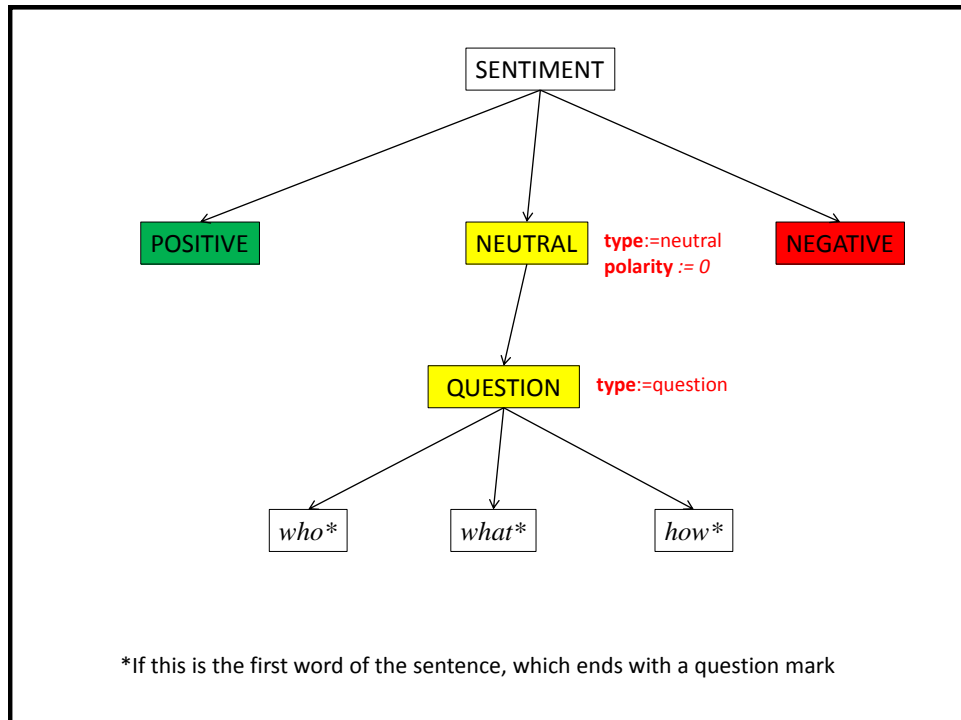 SENTIMENT
POSITIVE
NEUTRAL
type:=neutral
polarity := 0
NEGATIVE
QUESTION
type:=question
who*
what*
how*
*If this is the first word of the sentence, which ends with a question mark